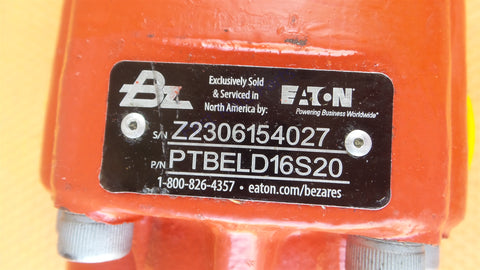 Bz
Exclusively Sold
& Serviced in
North America by:
EATON
Powering Business Worldwide
S/N Z2306154027
P/N PTBELD16S20
1-800-826-4357 • eaton.com/bezares